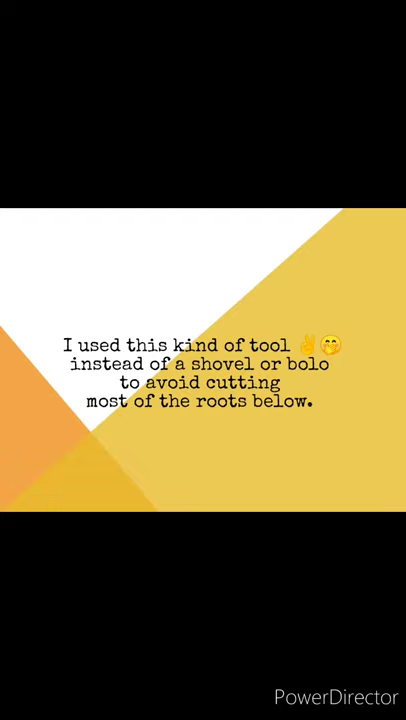 I used this kind of tool ✌🤭
instead of a shovel or bolo
to avoid cutting
most of the roots below.
PowerDirector